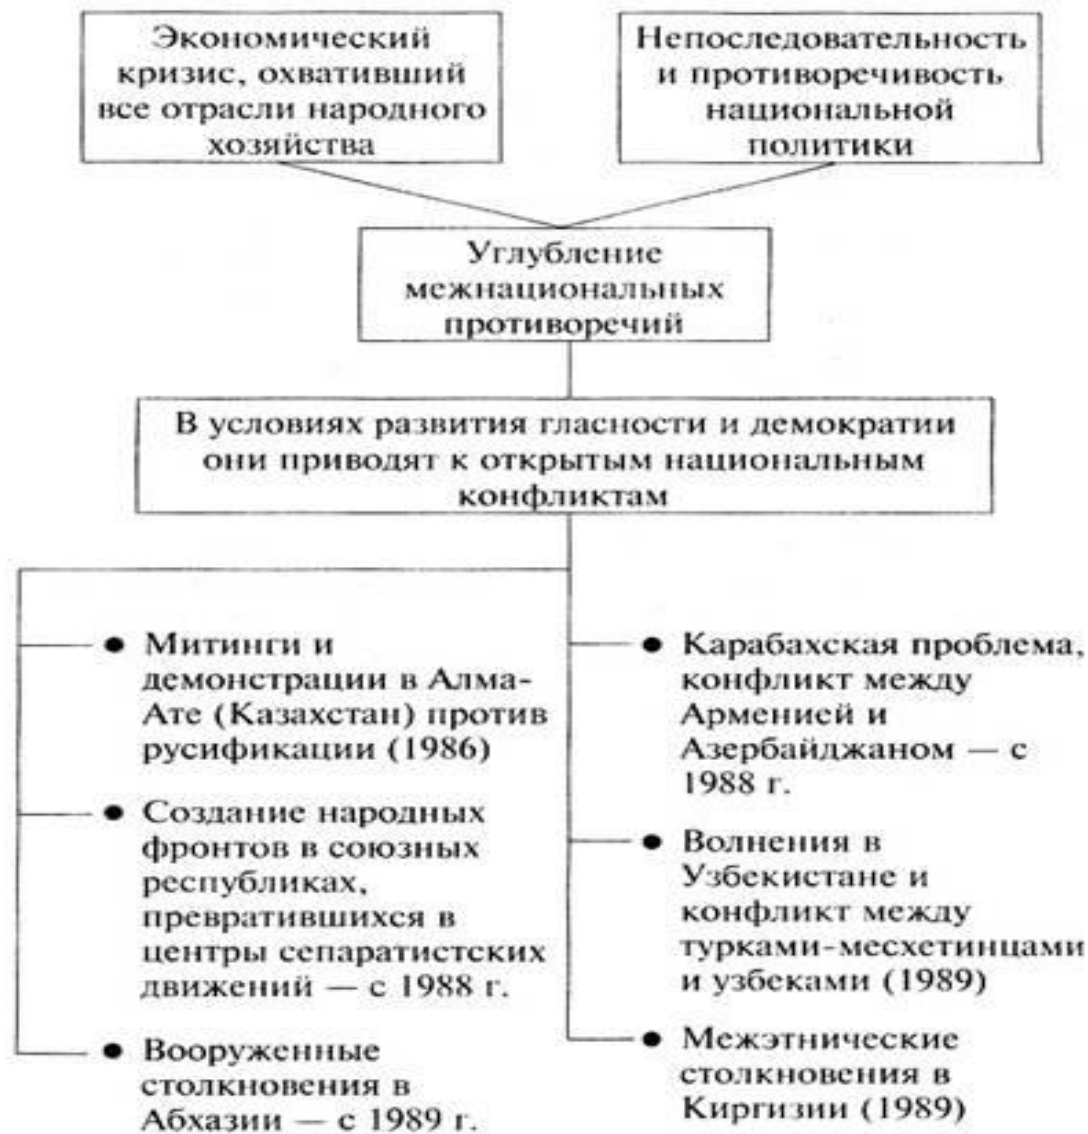 Экономический
кризис, охвативший
все отрасли народного
хозяйства
Непоследовательность
и противоречивость
национальной
политики
Углубление
межнациональных
противоречий
В условиях развития гласности и демократии
они приводят к открытым национальным
конфликтам
● Митинги и
демонстрации в Алма-
Ате (Казахстан) против
русификации (1986)
● Создание народных
фронтов в союзных
республиках,
превратившихся в
центры сепаратистских
движений — с 1988 г.
● Вооруженные
столкновения в
Абхазии — с 1989 г.
● Карабахская проблема,
конфликт между
Арменией и
Азербайджаном — с
1988 г.
● Волнения в
Узбекистане и
конфликт между
турками-месхетинцами
и узбеками (1989)
● Межэтнические
столкновения в
Киргизии (1989)